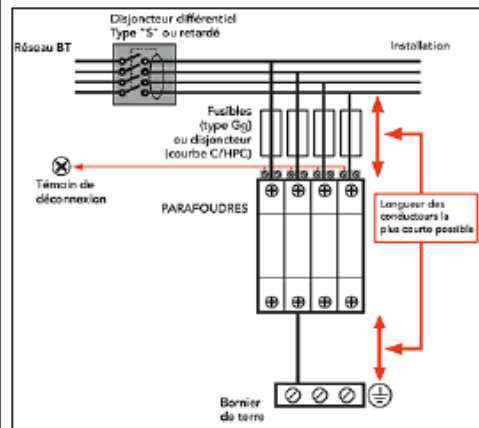 Disjoncteur différentiel
Type "S" ou retardé
Réseau BT
Installation
Fusibles
(type Gg)
ou disjoncteur
(courbe C/HPC)
Témoin de
déconnexion
PARAFOUDRES
Longueur des
conducteurs la
plus courte possible
Bornier
de terre